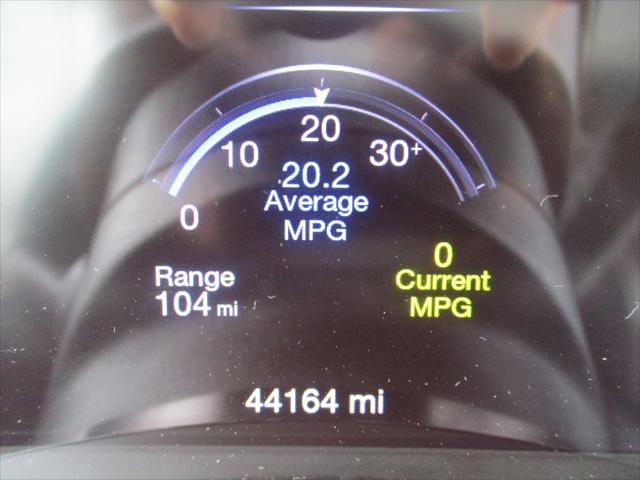 20
10
30+
20.2
Average
0
MPG
0
Range
Current
104 mi
MPG
44164 mi